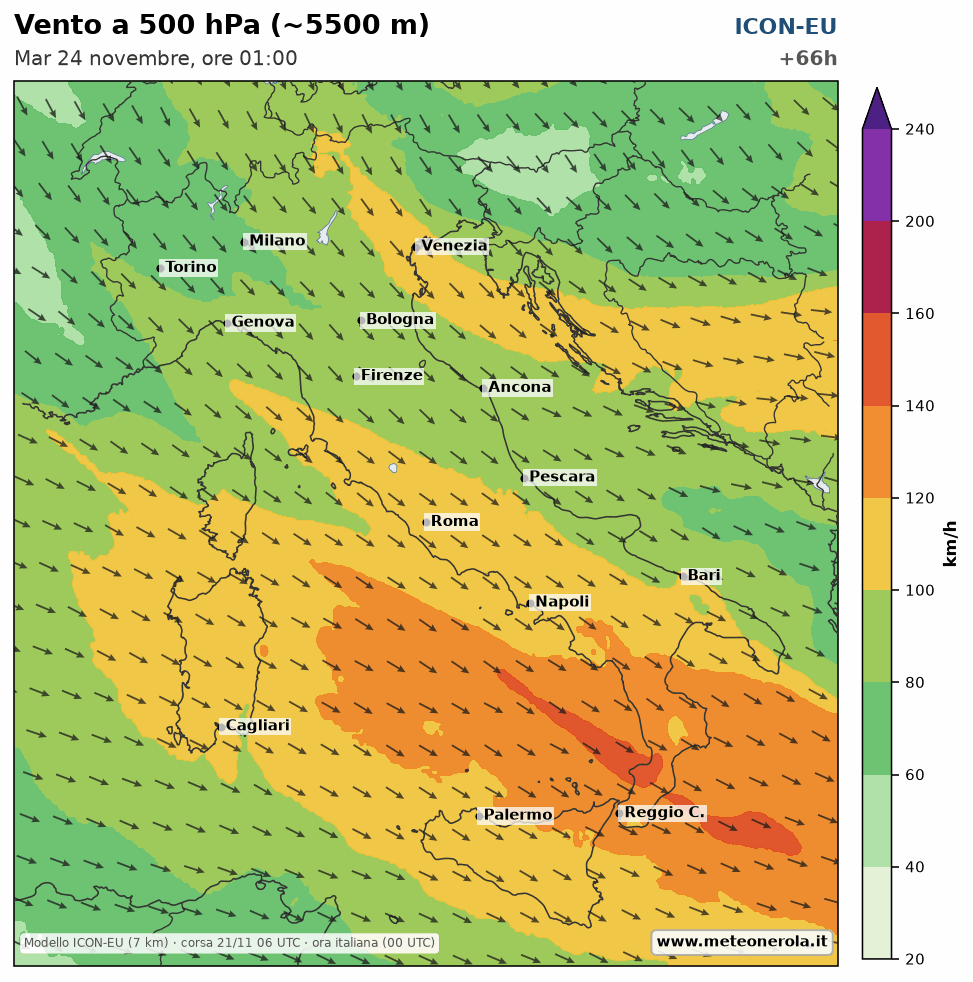 Vento a 500 hPa (~5500 m)
ICON-EU
Mar 24 novembre, ore 01:00
+66h
240
200
160
140
120
100
80
60
40
20
km/h
Milano
Venezia
Torino
Genova
Bologna
Firenze
Ancona
Pescara
Roma
Bari
Napoli
Cagliari
Palermo
Reggio C.
Modello ICON-EU (7 km) · corsa 21/11 06 UTC · ora italiana (00 UTC)
www.meteonerola.it